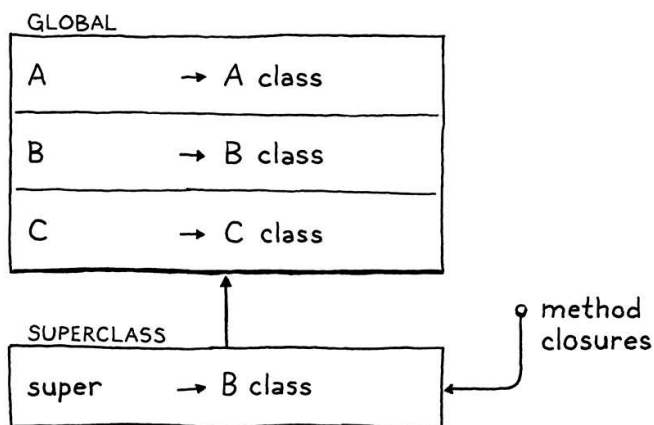 GLOBAL
A → A class
B → B class
C → C class
method
closures
SUPERCLASS
super → B class